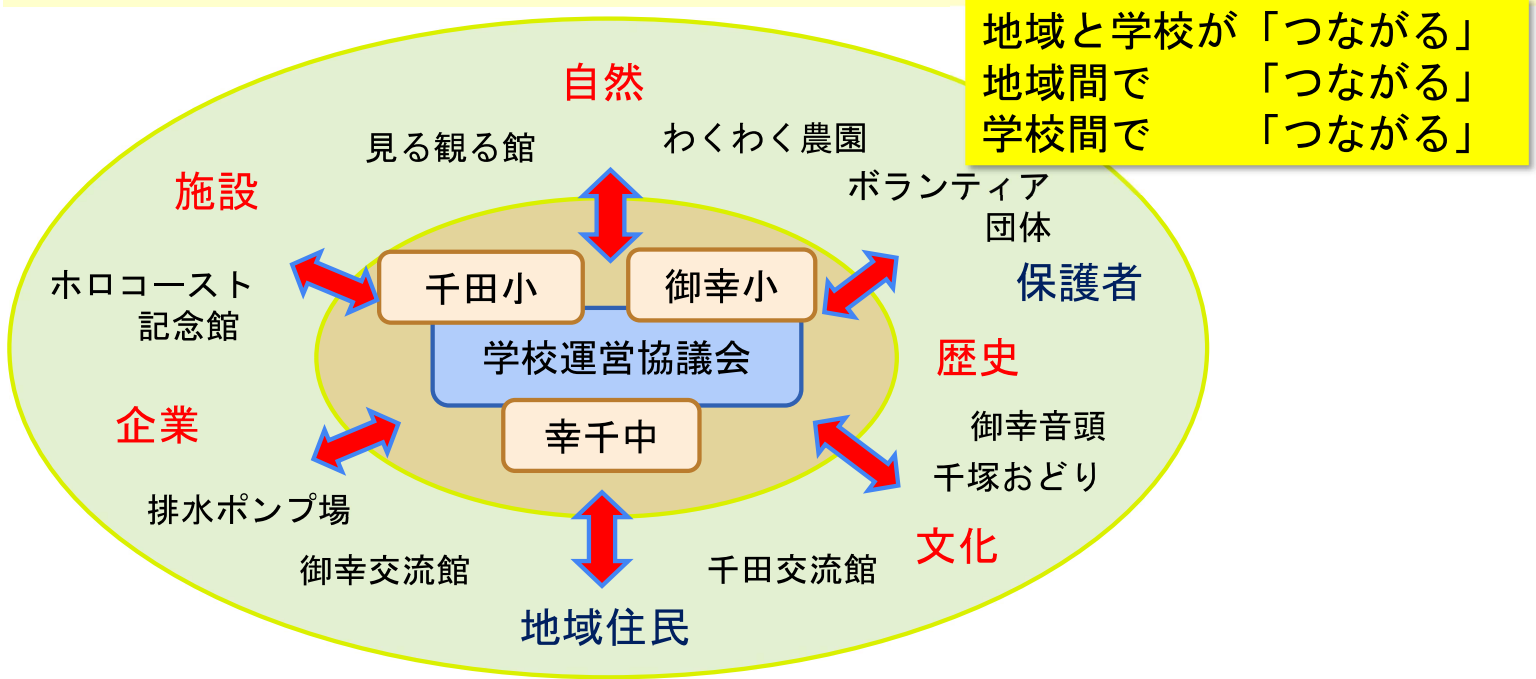 地域と学校が「つながる」
地域間で　　「つながる」
学校間で　　「つながる」
自然
見る観る館
わくわく農園
施設
ボランティア
団体
ホロコースト
記念館
千田小
御幸小
保護者
学校運営協議会
歴史
企業
幸千中
御幸音頭
千塚おどり
排水ポンプ場
文化
御幸交流館
千田交流館
地域住民